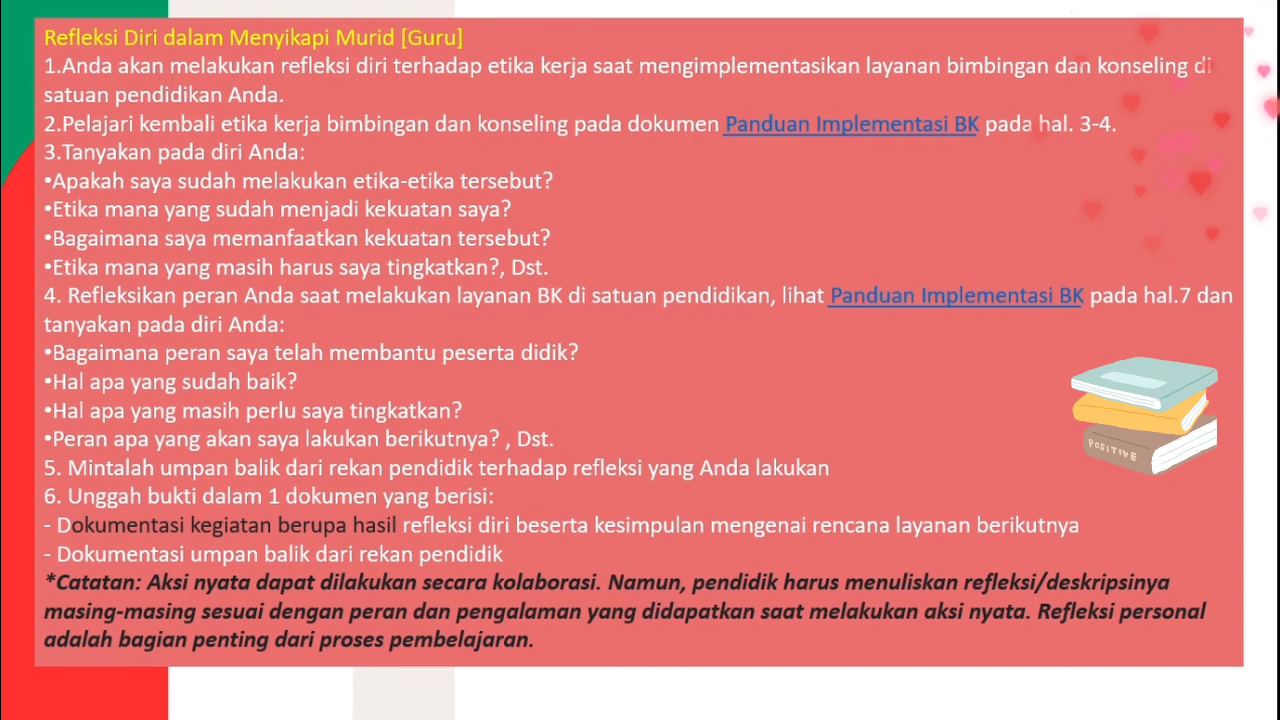 Refleksi Diri dalam Menyikapi Murid [Guru]
1.Anda akan melakukan refleksi diri terhadap etika kerja saat mengimplementasikan layanan bimbingan dan konseling di
satuan pendidikan Anda.
2.Pelajari kembali etika kerja bimbingan dan konseling pada dokumen Panduan Implementasi BK pada hal. 3-4.
3.Tanyakan pada diri Anda:
•Apakah saya sudah melakukan etika-etika tersebut?
•Etika mana yang sudah menjadi kekuatan saya?
•Bagaimana saya memanfaatkan kekuatan tersebut?
•Etika mana yang masih harus saya tingkatkan?, Dst.
4. Refleksikan peran Anda saat melakukan layanan BK di satuan pendidikan, lihat Panduan Implementasi BK pada hal.7 dan
tanyakan pada diri Anda:
•Bagaimana peran saya telah membantu peserta didik?
•Hal apa yang sudah baik?
•Hal apa yang masih perlu saya tingkatkan?
•Peran apa yang akan saya lakukan berikutnya? , Dst.
5. Mintalah umpan balik dari rekan pendidik terhadap refleksi yang Anda lakukan
6. Unggah bukti dalam 1 dokumen yang berisi:
- Dokumentasi kegiatan berupa hasil refleksi diri beserta kesimpulan mengenai rencana layanan berikutnya
- Dokumentasi umpan balik dari rekan pendidik
*Catatan: Aksi nyata dapat dilakukan secara kolaborasi. Namun, pendidik harus menuliskan refleksi/deskripsinya
masing-masing sesuai dengan peran dan pengalaman yang didapatkan saat melakukan aksi nyata. Refleksi personal
adalah bagian penting dari proses pembelajaran.
POSITIVE